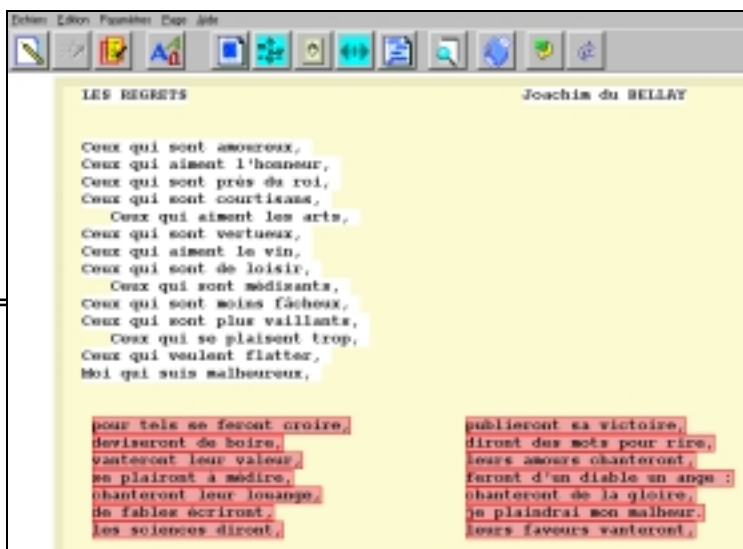 Fichiers Edition Paramètres Page Aide
LES REGRETS Joachim du BELLAY
Ceux qui sont amoureux,
Ceux qui aiment l'honneur,
Ceux qui sont près du roi,
Ceux qui sont courtisans,
Ceux qui aiment les arts,
Ceux qui sont vertueux,
Ceux qui aiment le vin,
Ceux qui sont de loisir,
Ceux qui sont médisants,
Ceux qui sont moins fâcheux,
Ceux qui sont plus vaillants,
Ceux qui se plaisent trop,
Ceux qui veulent flatter,
Moi qui suis malheureux,
pour tels se feront croire,
deviseront de boire,
vanteront leur valeur,
se plairont à médire,
chanteront leur louange,
de fables écriront,
les sciences diront,
publieront sa victoire,
diront des mots pour rire,
leurs amours chanteront,
feront d'un diable un ange :
chanteront de la gloire,
je plaindrai mon malheur.
leurs faveurs vanteront,